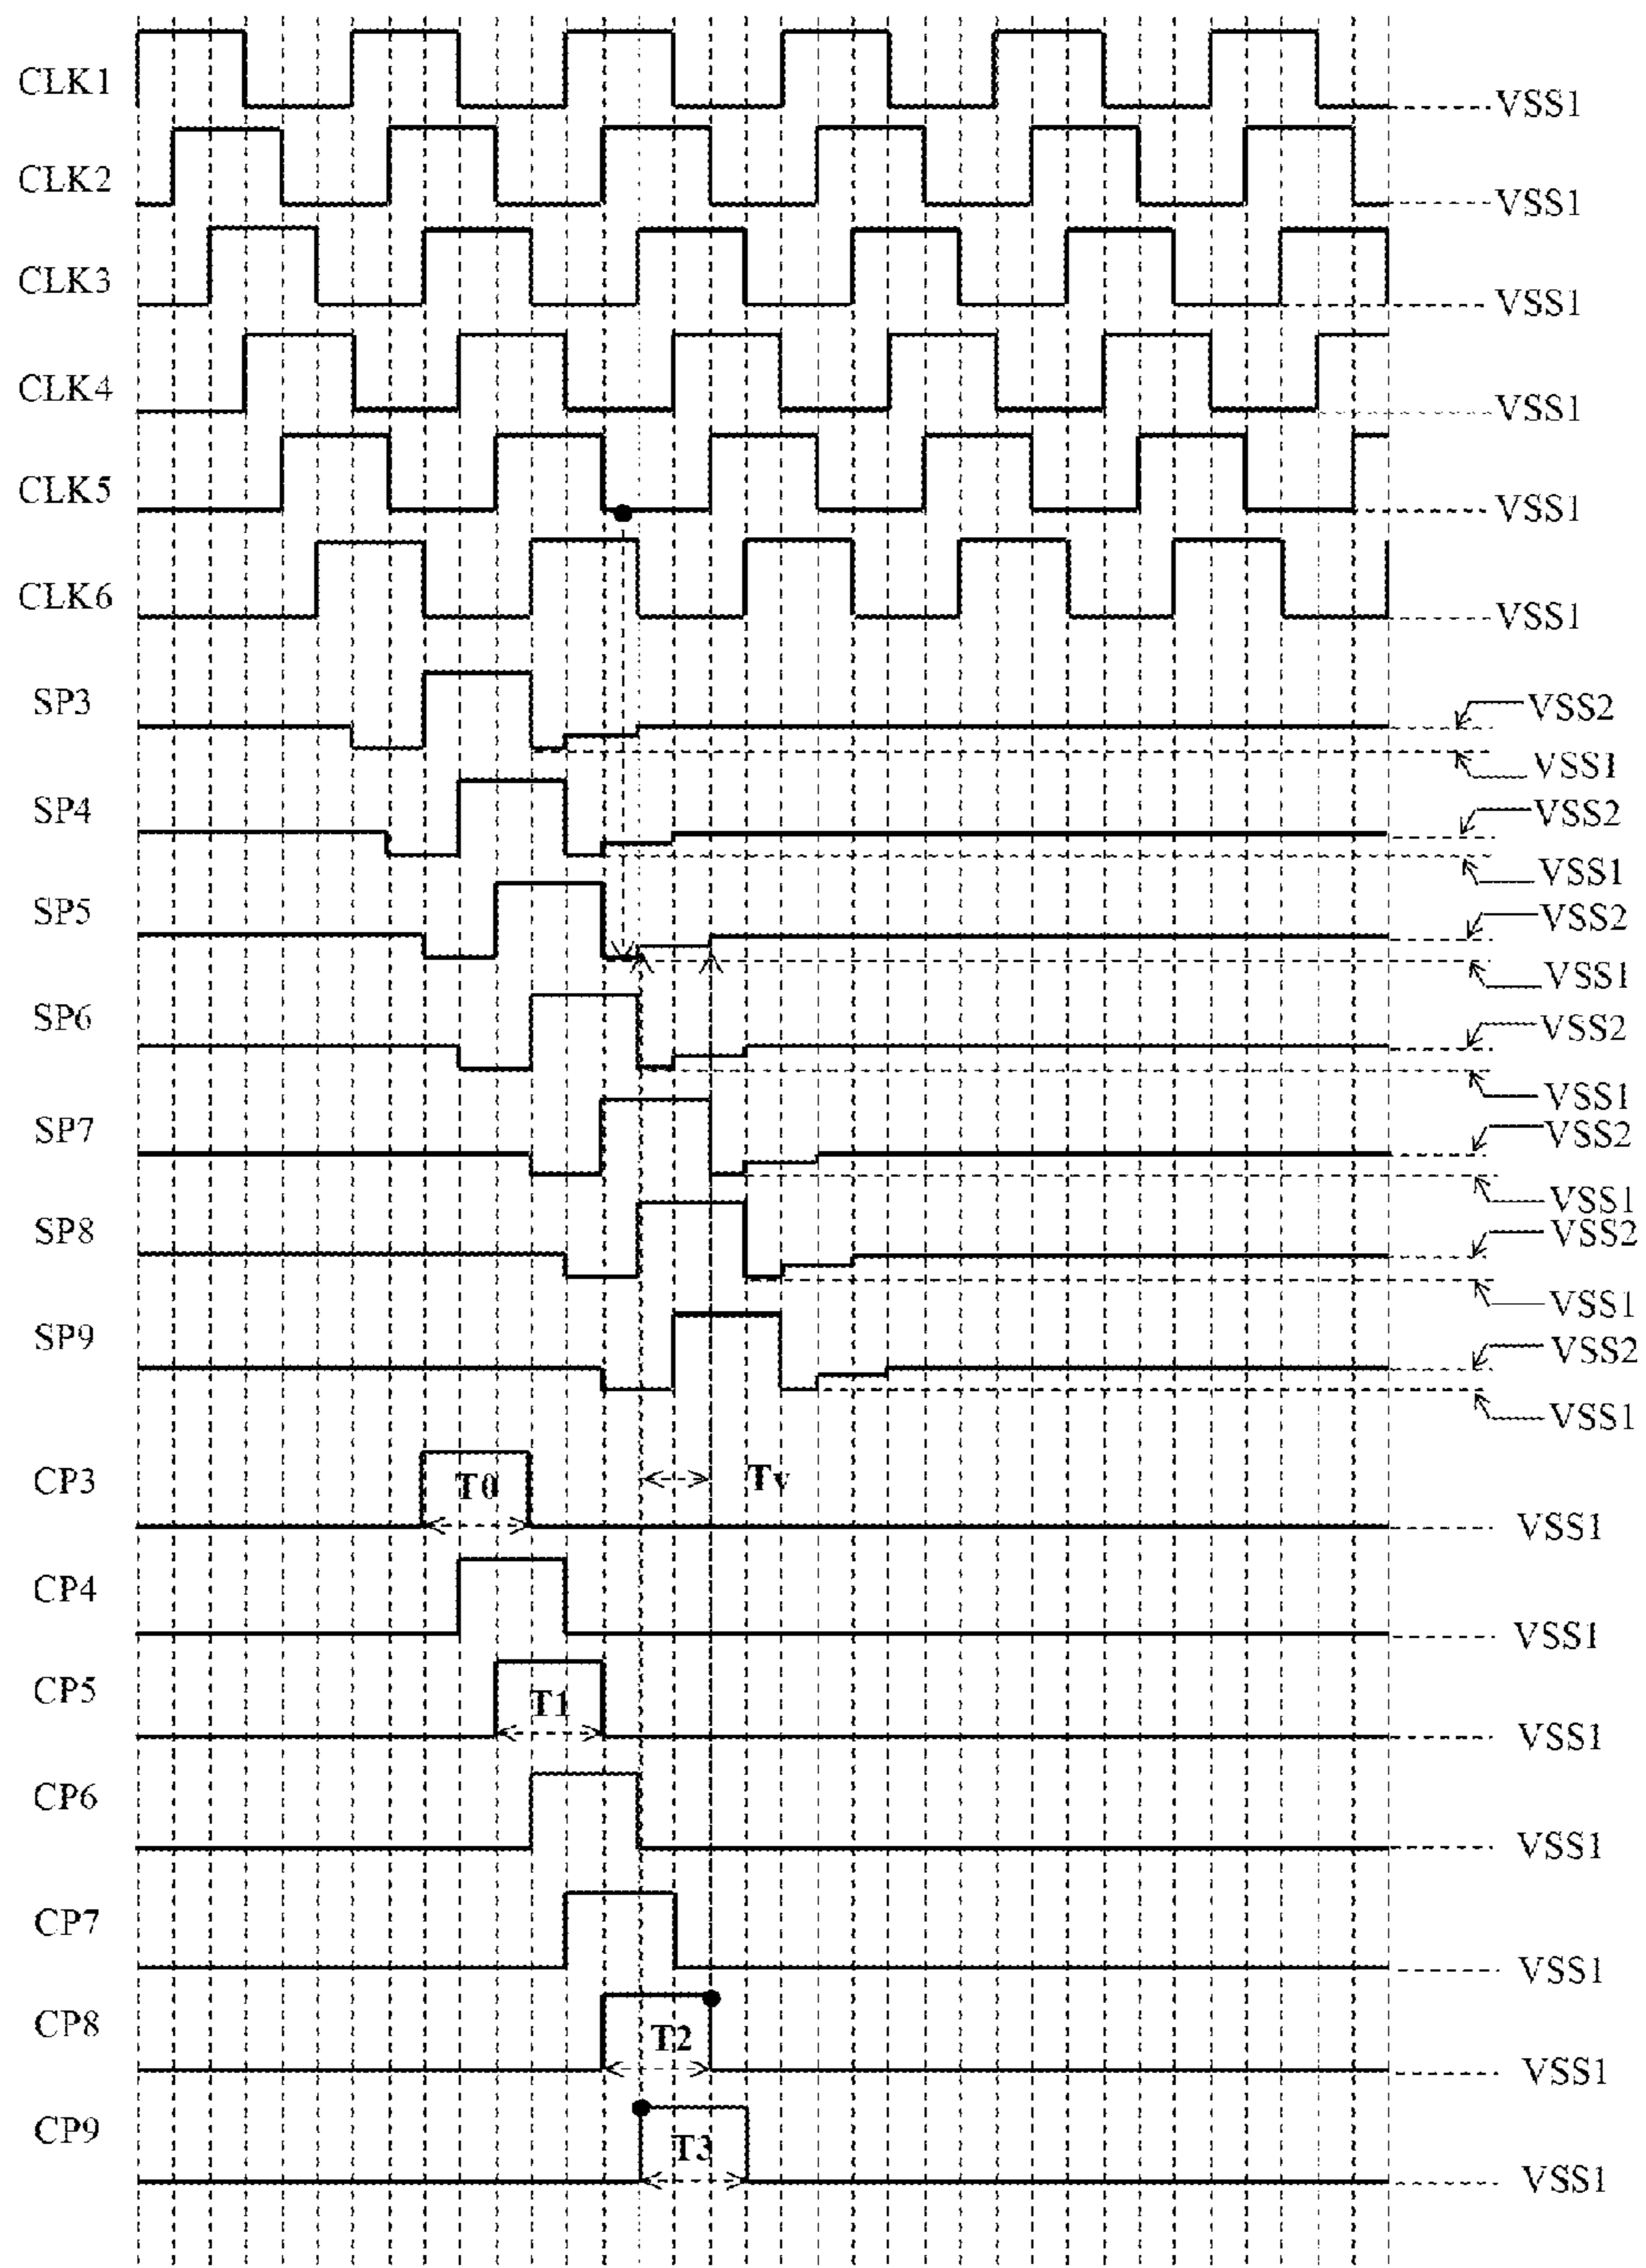 CLK1
VSS1
CLK2
VSS1
CLK3
VSS1
CLK4
VSS1
CLK5
VSS1
CLK6
VSS1
SP3
VSS2
VSS1
SP4
VSS2
VSS1
SP5
VSS2
VSS1
SP6
VSS2
VSS1
SP7
VSS2
VSS1
SP8
VSS2
VSS1
SP9
VSS2
VSS1
CP3
T0
Tv
VSS1
CP4
VSS1
CP5
T1
VSS1
CP6
VSS1
CP7
VSS1
CP8
T2
VSS1
CP9
T3
VSS1